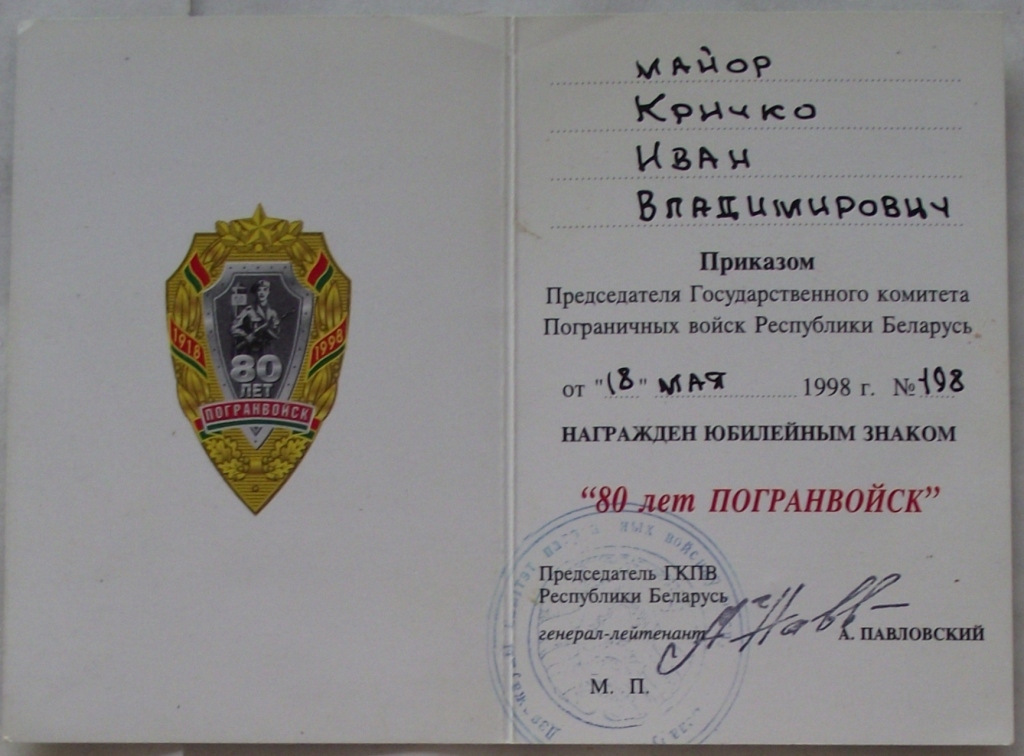 1918
1998
80
ЛЕТ
ПОГРАНВОЙСК
майор
Кричко
Иван
Владимирович
Приказом
Председателя Государственного комитета
Пограничных войск Республики Беларусь
от "18" мая 1998 г. №198
НАГРАЖДЕН ЮБИЛЕЙНЫМ ЗНАКОМ
“80 лет ПОГРАНВОЙСК”
Председатель ГКПВ
Республики Беларусь
генерал-лейтенант А. ПАВЛОВСКИЙ
М. П.